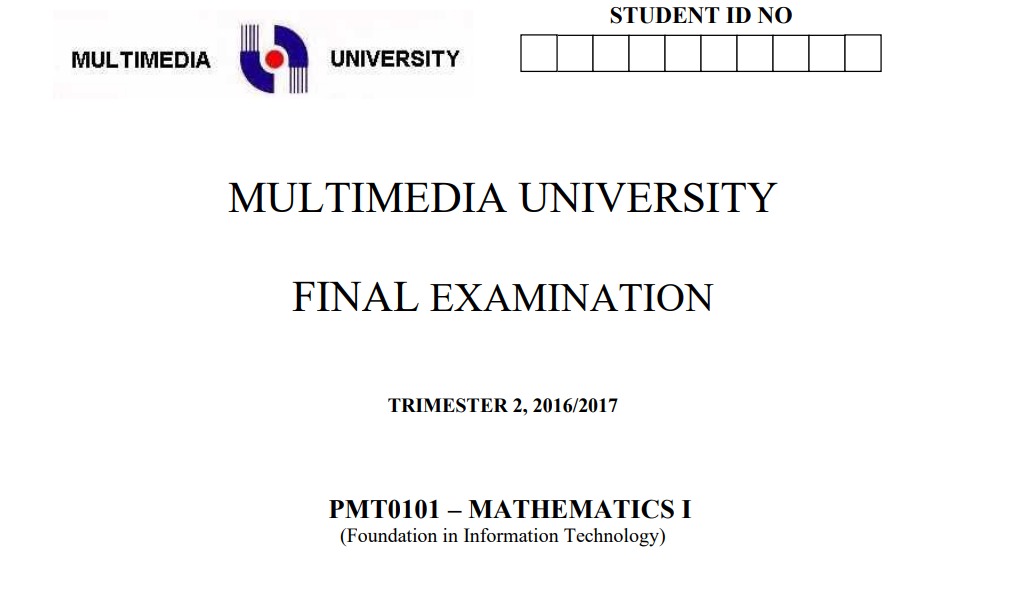 MULTIMEDIA UNIVERSITY
STUDENT ID NO
MULTIMEDIA UNIVERSITY
FINAL EXAMINATION
TRIMESTER 2, 2016/2017
PMT0101 – MATHEMATICS I
(Foundation in Information Technology)